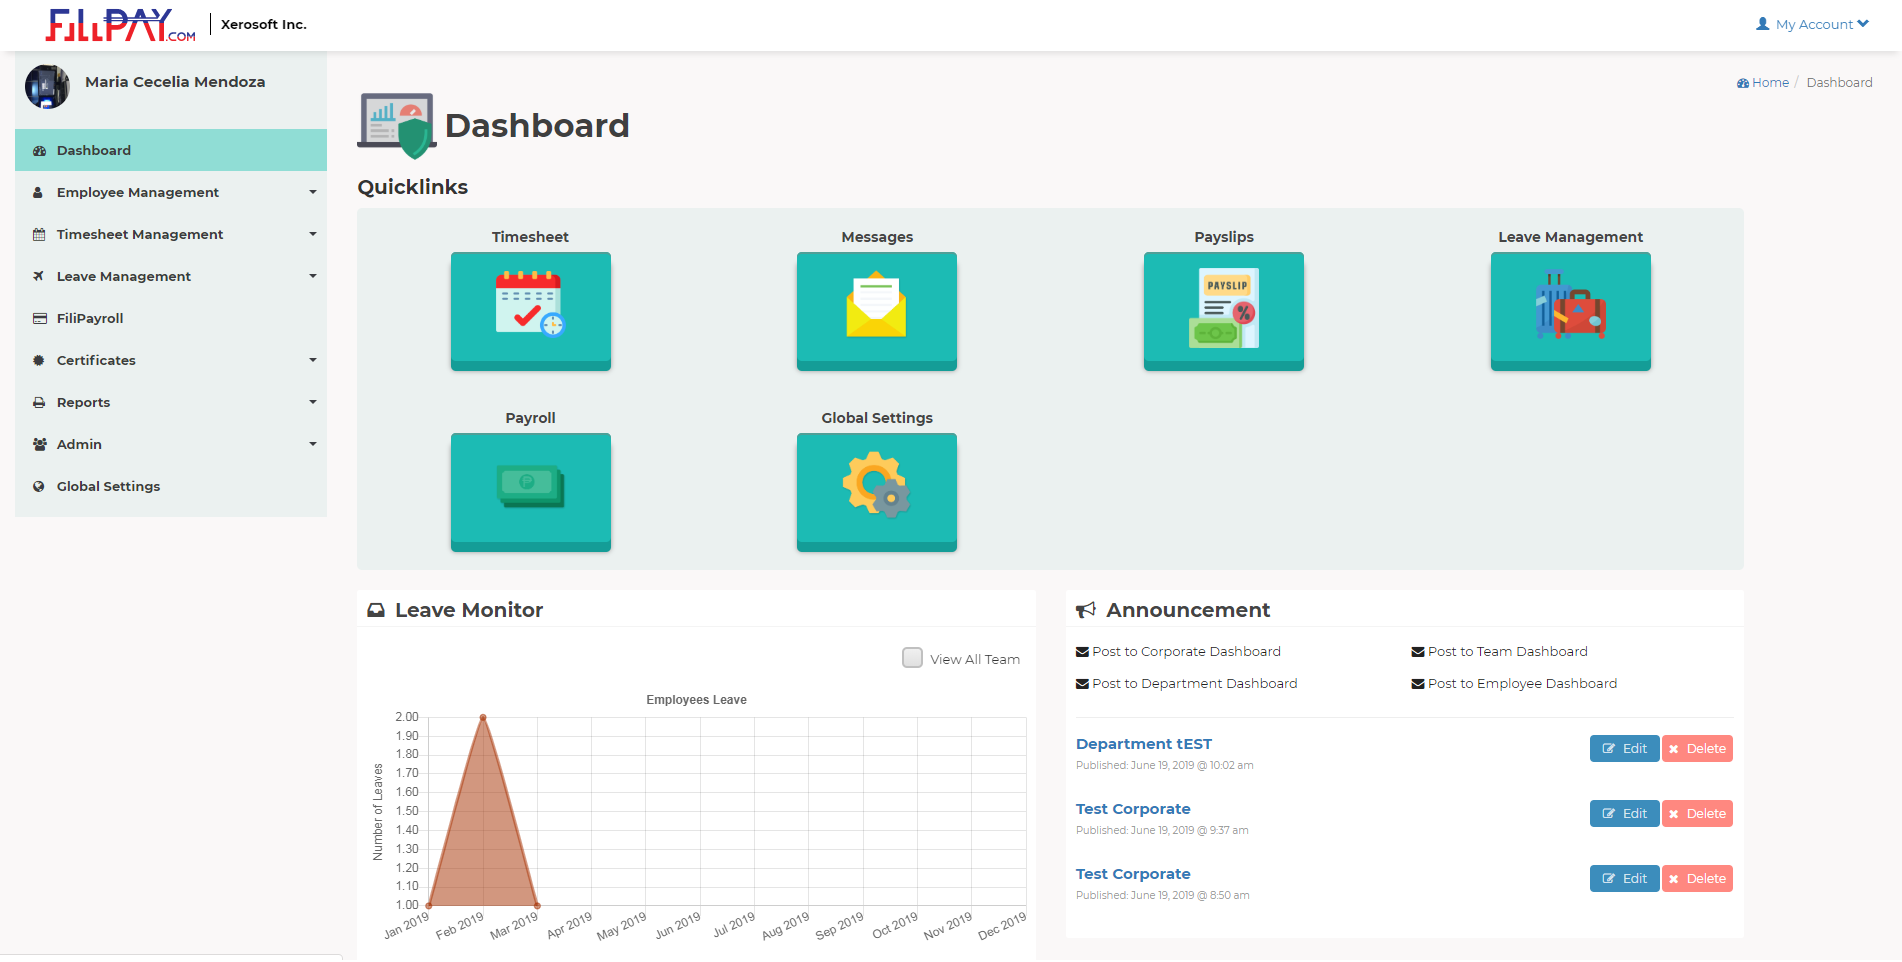 FILIPAY.COM
Xerosoft Inc.
My Account
Maria Cecelia Mendoza
Home / Dashboard
Dashboard
Employee Management
Timesheet Management
Leave Management
FiliPayroll
Certificates
Reports
Admin
Global Settings
Dashboard
Quicklinks
Timesheet
Messages
Payslips
Leave Management
PAYSLIP
%
Payroll
Global Settings
Leave Monitor
View All Team
Employees Leave
Number of Leaves
2.00
1.90
1.80
1.70
1.60
1.50
1.40
1.30
1.20
1.10
1.00
Jan 2019
Feb 2019
Mar 2019
Apr 2019
May 2019
Jun 2019
Jul 2019
Aug 2019
Sep 2019
Oct 2019
Nov 2019
Dec 2019
Announcement
Post to Corporate Dashboard
Post to Team Dashboard
Post to Department Dashboard
Post to Employee Dashboard
Department tEST
Published: June 19, 2019 @ 10:02 am
Edit
Delete
Test Corporate
Published: June 19, 2019 @ 9:37 am
Edit
Delete
Test Corporate
Published: June 19, 2019 @ 8:50 am
Edit
Delete